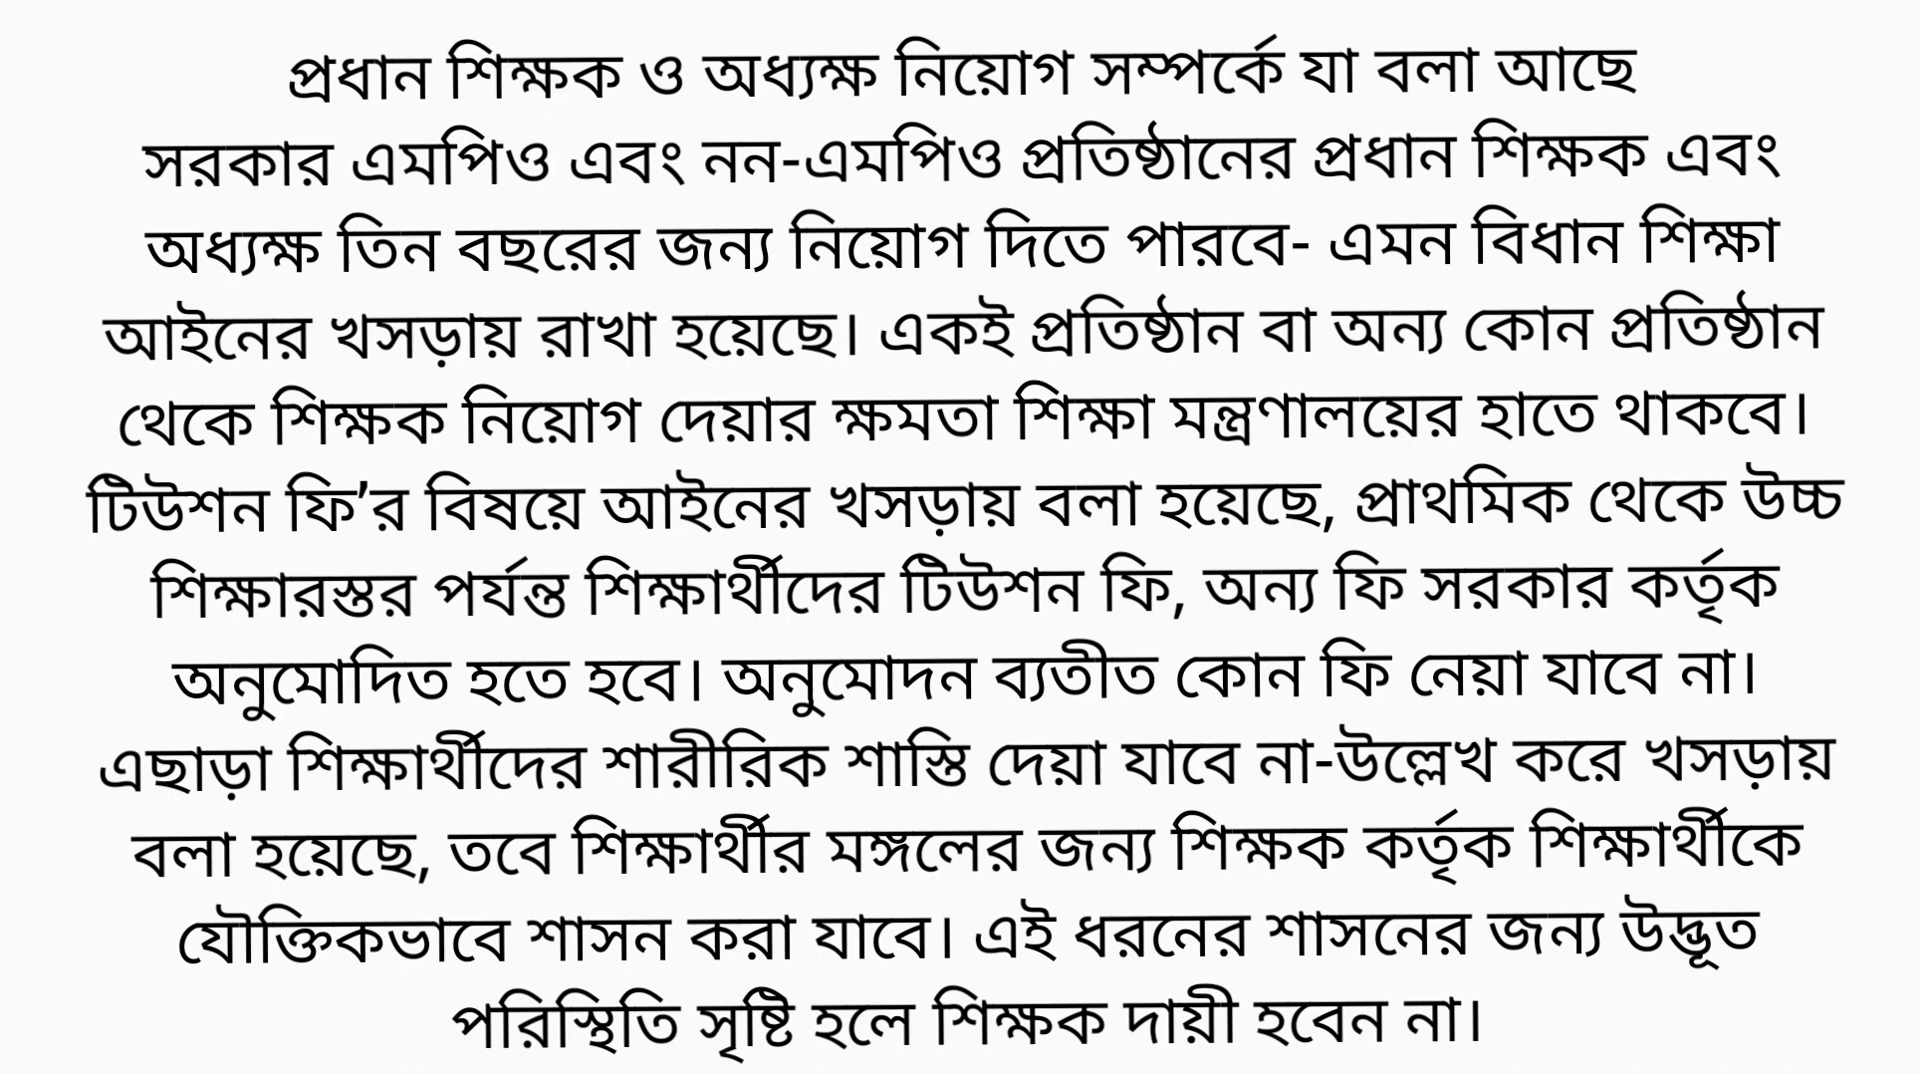 প্রধান শিক্ষক ও অধ্যক্ষ নিয়োগ সম্পর্কে যা বলা আছে
সরকার এমপিও এবং নন-এমপিও প্রতিষ্ঠানের প্রধান শিক্ষক এবং
অধ্যক্ষ তিন বছরের জন্য নিয়োগ দিতে পারবে- এমন বিধান শিক্ষা
আইনের খসড়ায় রাখা হয়েছে। একই প্রতিষ্ঠান বা অন্য কোন প্রতিষ্ঠান
থেকে শিক্ষক নিয়োগ দেয়ার ক্ষমতা শিক্ষা মন্ত্রণালয়ের হাতে থাকবে।
টিউশন ফি’র বিষয়ে আইনের খসড়ায় বলা হয়েছে, প্রাথমিক থেকে উচ্চ
শিক্ষারস্তর পর্যন্ত শিক্ষার্থীদের টিউশন ফি, অন্য ফি সরকার কর্তৃক
অনুমোদিত হতে হবে। অনুমোদন ব্যতীত কোন ফি নেয়া যাবে না।
এছাড়া শিক্ষার্থীদের শারীরিক শাস্তি দেয়া যাবে না-উল্লেখ করে খসড়ায়
বলা হয়েছে, তবে শিক্ষার্থীর মঙ্গলের জন্য শিক্ষক কর্তৃক শিক্ষার্থীকে
যৌক্তিকভাবে শাসন করা যাবে। এই ধরনের শাসনের জন্য উদ্ভূত
পরিস্থিতি সৃষ্টি হলে শিক্ষক দায়ী হবেন না।